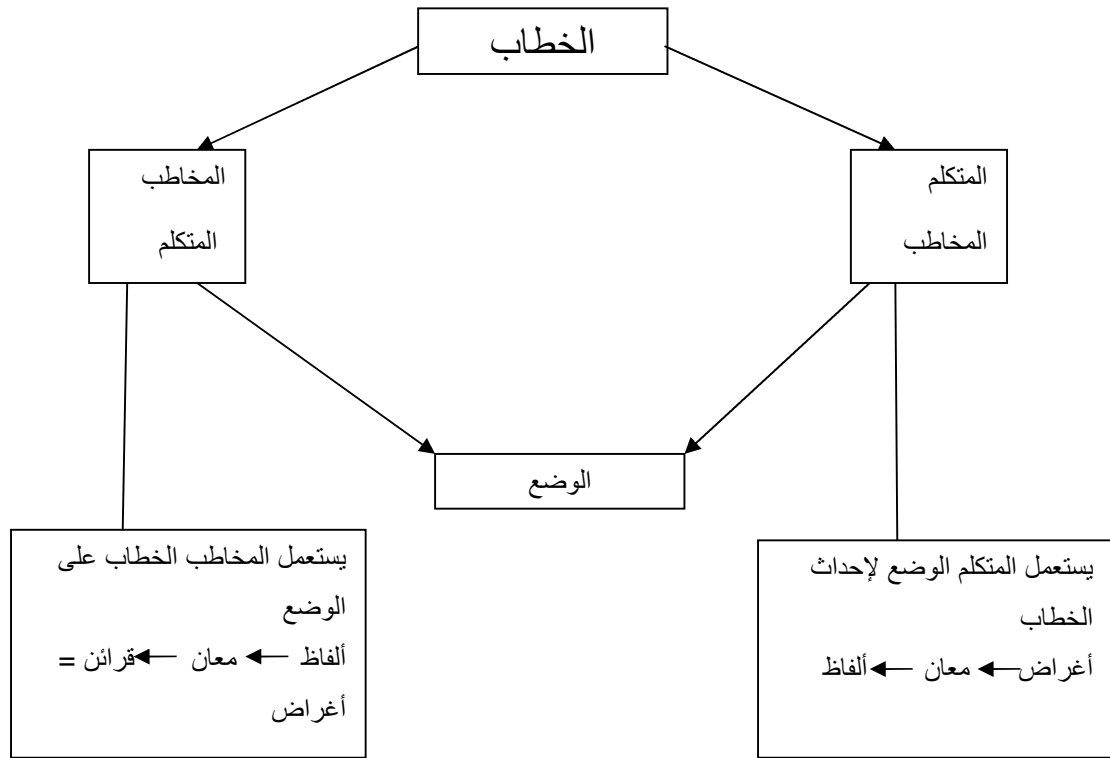 الخطاب
المتكلم
المخاطب
المخاطب
المتكلم
الوضع
يستعمل المتكلم الوضع لإحداث
الخطاب
أغراض ← معان ← ألفاظ
يستعمل المخاطب الخطاب على
الوضع
ألفاظ ← معان ← قرائن =
أغراض